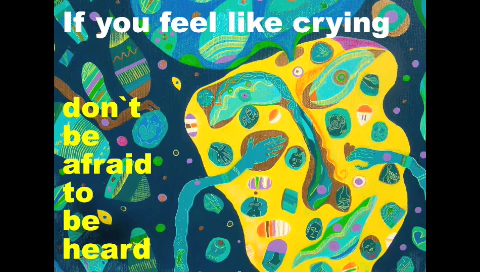 If you feel like crying
don`t
be
afraid
to
be
heard